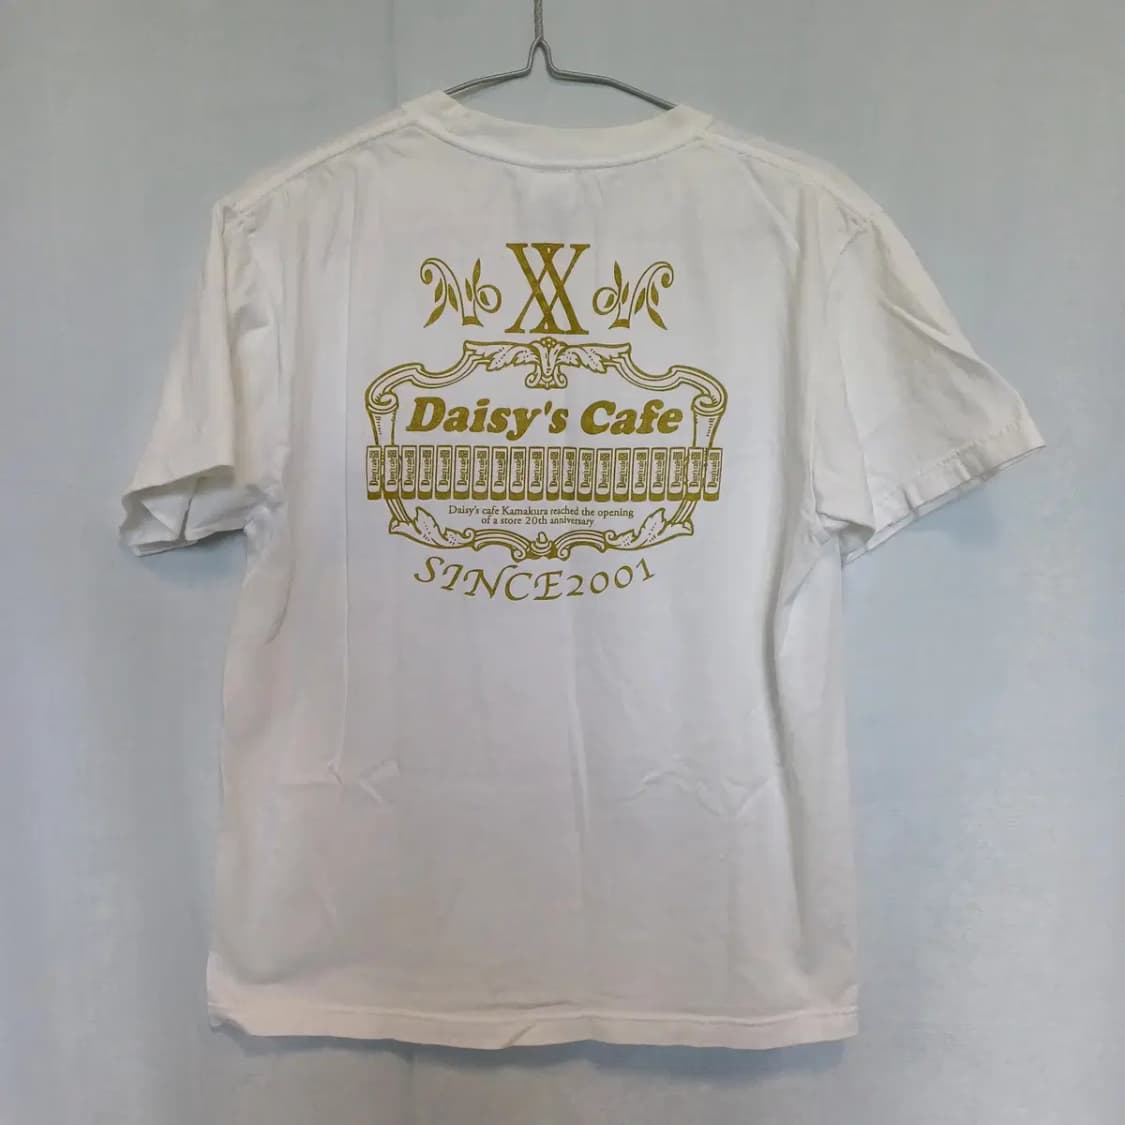 XX
Daisy's Cafe
Daisy's cafe Kamakura reached the opening
of a store 20th anniversary
SINCE2001